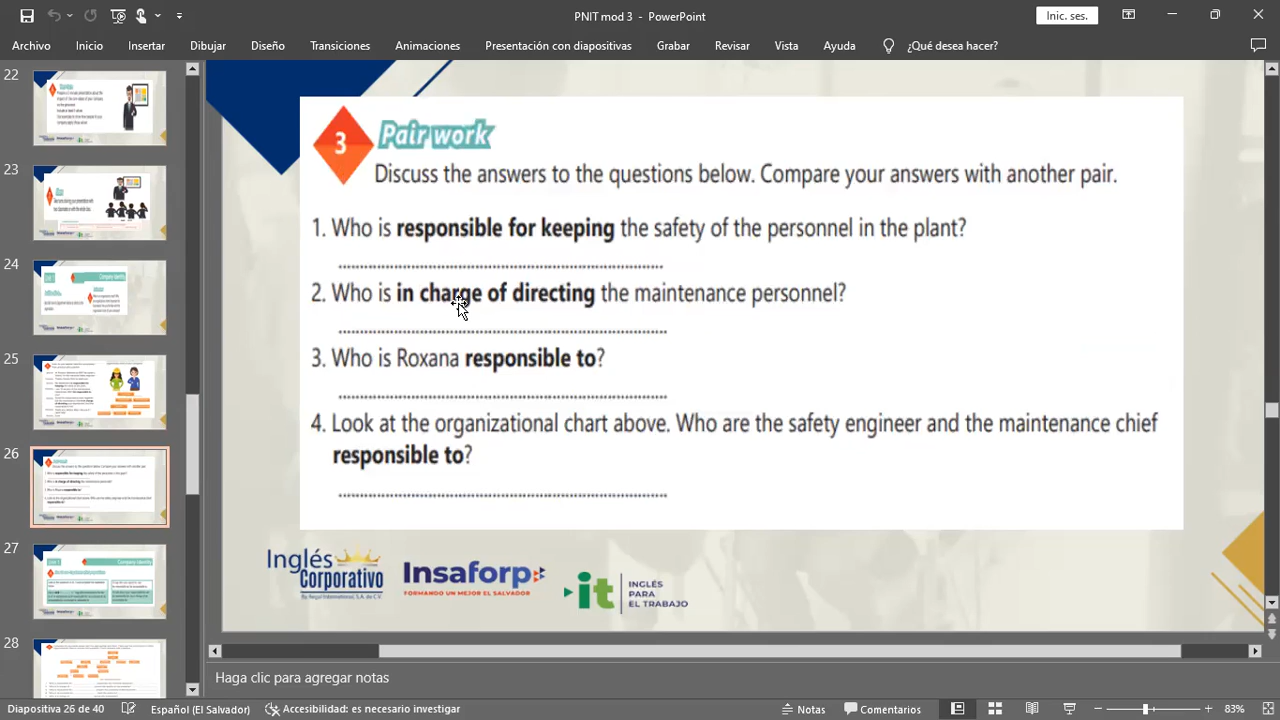 PNIT mod 3 - PowerPoint
Inic. ses.
Archivo Inicio Insertar Dibujar Diseño Transiciones Animaciones Presentación con diapositivas Grabar Revisar Vista Ayuda ¿Qué desea hacer?
22
23
24
25
26
27
28
3 Pair work
Discuss the answers to the questions below. Compare your answers with another pair.
1. Who is responsible for keeping the safety of the personnel in the plant?
2. Who is in charge of directing the maintenance personnel?
3. Who is Roxana responsible to?
4. Look at the organizational chart above. Who are the safety engineer and the maintenance chief
responsible to?
Inglés
Corporativo
By Regal International, S.A. de C.V.
Insaforp
FORMANDO UN MEJOR EL SALVADOR
it
INGLÉS
PARA
EL TRABAJO
Haga clic para agregar notas
Diapositiva 26 de 40 Español (El Salvador) Accesibilidad: es necesario investigar Notas Comentarios 83%